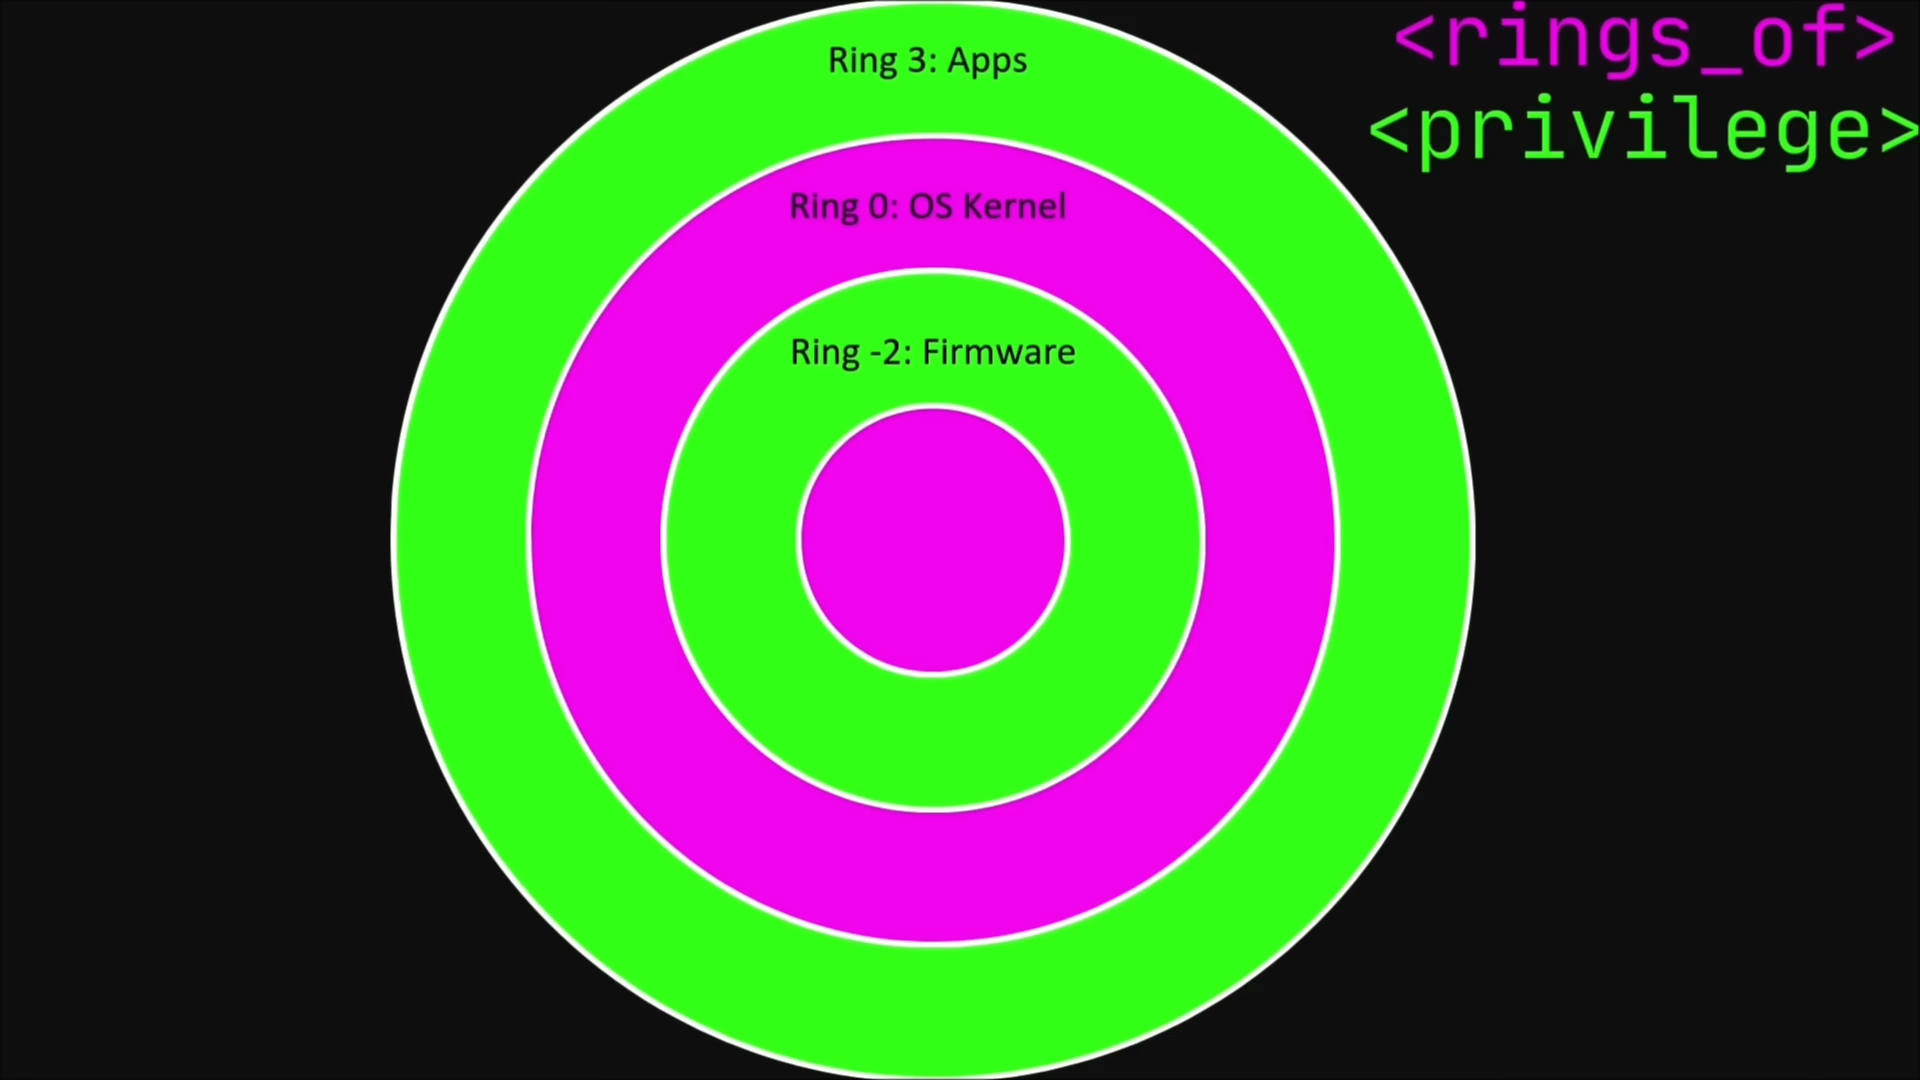 <rings_of>
<privilege>
Ring 3: Apps
Ring 0: OS Kernel
Ring -2: Firmware